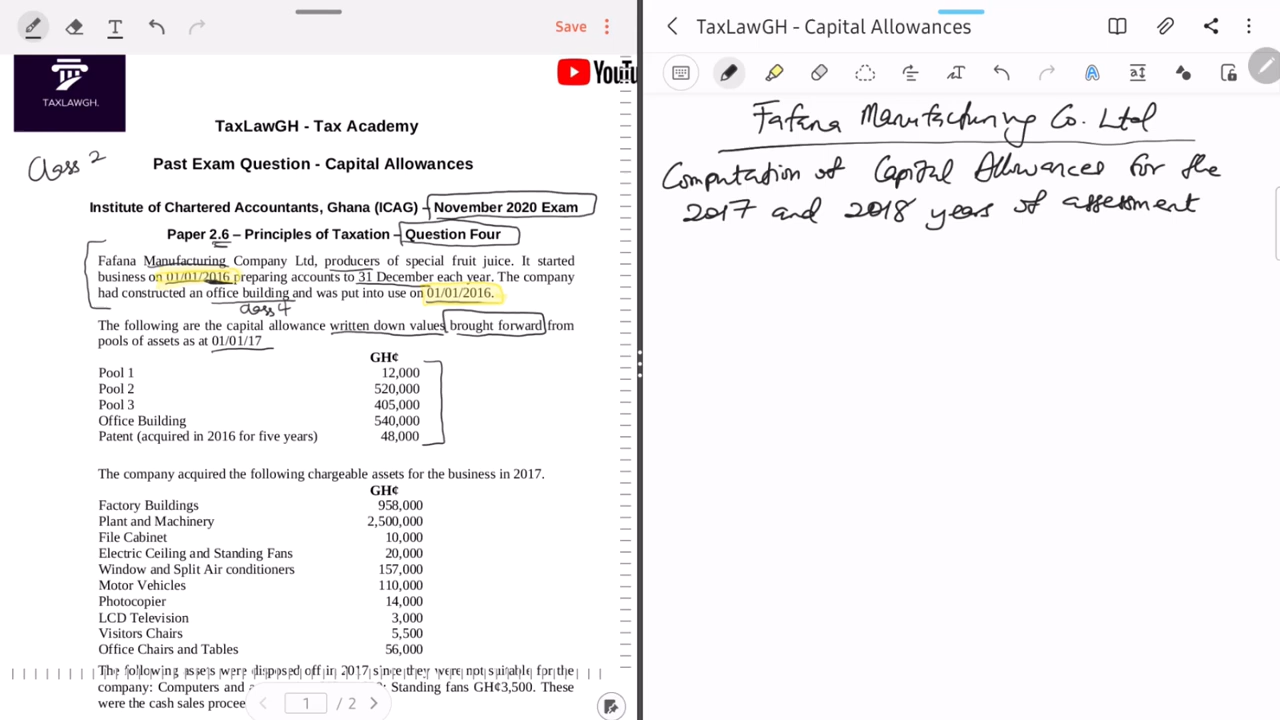 Save
TAXLAWGH.
YouTu
TaxLawGH - Tax Academy
Class 2
Past Exam Question - Capital Allowances
Institute of Chartered Accountants, Ghana (ICAG) – November 2020 Exam
Paper 2.6 – Principles of Taxation – Question Four
Fafana Manufacturing Company Ltd, producers of special fruit juice. It started
business on 01/01/2016 preparing accounts to 31 December each year. The company
had constructed an office building and was put into use on 01/01/2016.
class 4
The following are the capital allowance written down values brought forward from
pools of assets as at 01/01/17
GH¢
Pool 1 12,000
Pool 2 520,000
Pool 3 405,000
Office Building 540,000
Patent (acquired in 2016 for five years) 48,000
The company acquired the following chargeable assets for the business in 2017.
GH¢
Factory Buildings 958,000
Plant and Machinery 2,500,000
File Cabinet 10,000
Electric Ceiling and Standing Fans 20,000
Window and Split Air conditioners 157,000
Motor Vehicles 110,000
Photocopier 14,000
LCD Television 3,000
Visitors Chairs 5,500
Office Chairs and Tables 56,000
The following assets were disposed off in 2017 since they were not suitable for the
company: Computers and Standing fans GH¢3,500. These
were the cash sales procee
1 / 2
TaxLawGH - Capital Allowances
Fafana Manufacturing Co. Ltd
Computation of Capital Allowances for the
2017 and 2018 years of assessment